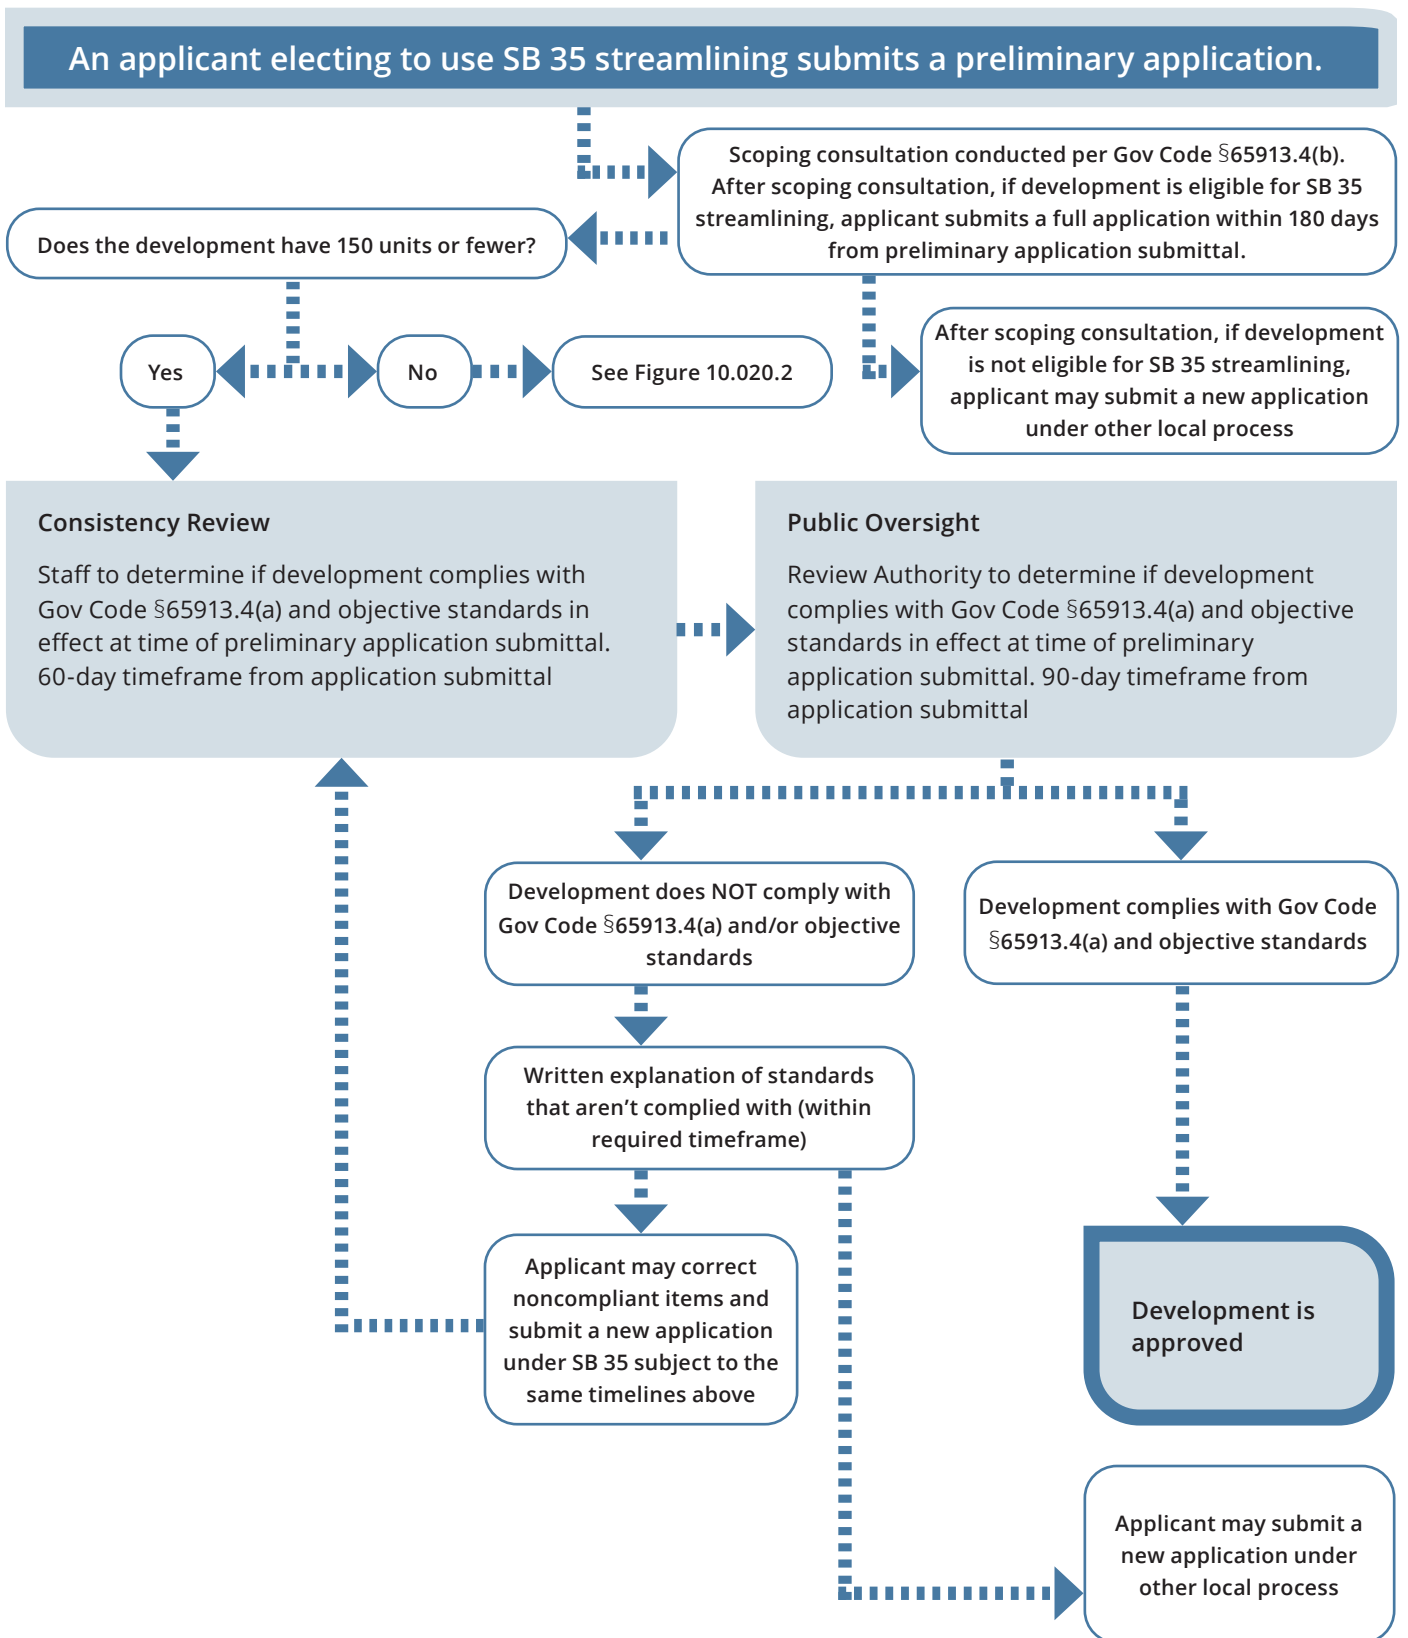 An applicant electing to use SB 35 streamlining submits a preliminary application.
Scoping consultation conducted per Gov Code §65913.4(b).
After scoping consultation, if development is eligible for SB 35
streamlining, applicant submits a full application within 180 days
from preliminary application submittal.
Does the development have 150 units or fewer?
After scoping consultation, if development
is not eligible for SB 35 streamlining,
applicant may submit a new application
under other local process
Yes
No
See Figure 10.020.2
Consistency Review
Staff to determine if development complies with
Gov Code §65913.4(a) and objective standards in
effect at time of preliminary application submittal.
60-day timeframe from application submittal
Public Oversight
Review Authority to determine if development
complies with Gov Code §65913.4(a) and objective
standards in effect at time of preliminary
application submittal. 90-day timeframe from
application submittal
Development does NOT comply with
Gov Code §65913.4(a) and/or objective
standards
Development complies with Gov Code
§65913.4(a) and objective standards
Written explanation of standards
that aren't complied with (within
required timeframe)
Applicant may correct
noncompliant items and
submit a new application
under SB 35 subject to the
same timelines above
Development is
approved
Applicant may submit a
new application under
other local process